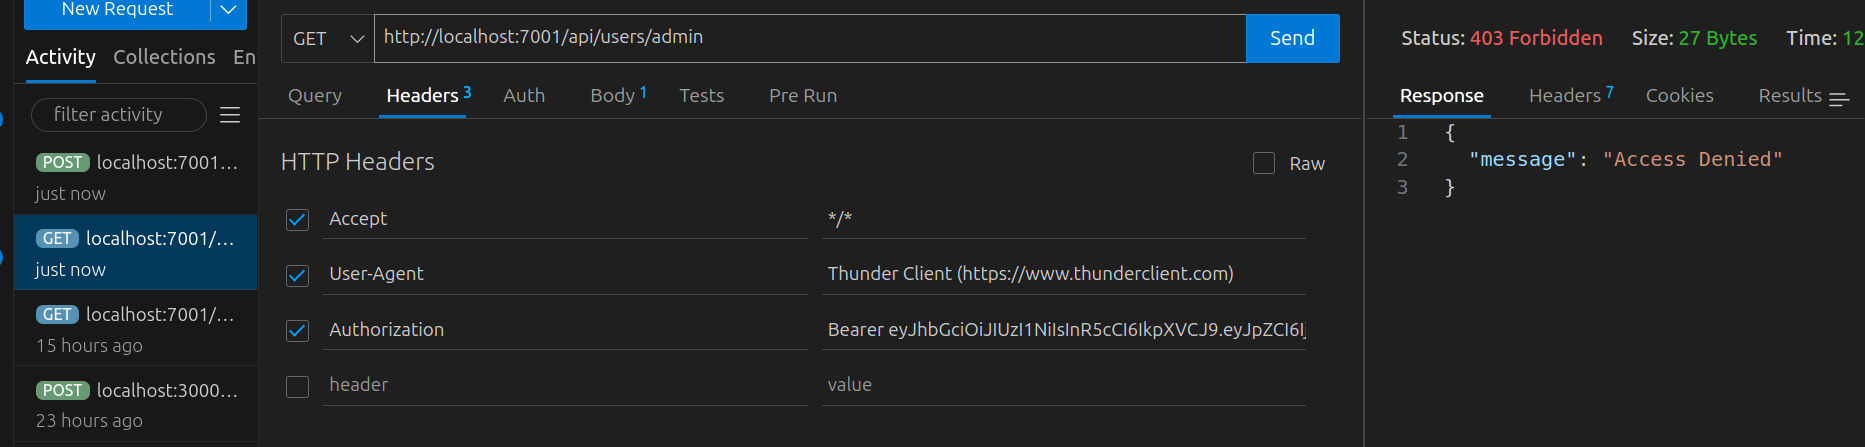 New Request
Activity Collections En
filter activity
POST localhost:7001...
just now
GET localhost:7001/...
just now
GET localhost:7001/...
15 hours ago
POST localhost:3000...
23 hours ago
GET http://localhost:7001/api/users/admin Send
Query Headers 3 Auth Body 1 Tests Pre Run
HTTP Headers Raw
Accept */*
User-Agent Thunder Client (https://www.thunderclient.com)
Authorization Bearer eyJhbGciOiJIUzI1NiIsInR5cCI6IkpXVCJ9.eyJpZCI6Ij
header value
Status: 403 Forbidden Size: 27 Bytes Time: 12
Response Headers 7 Cookies Results
1 {
2 "message": "Access Denied"
3 }